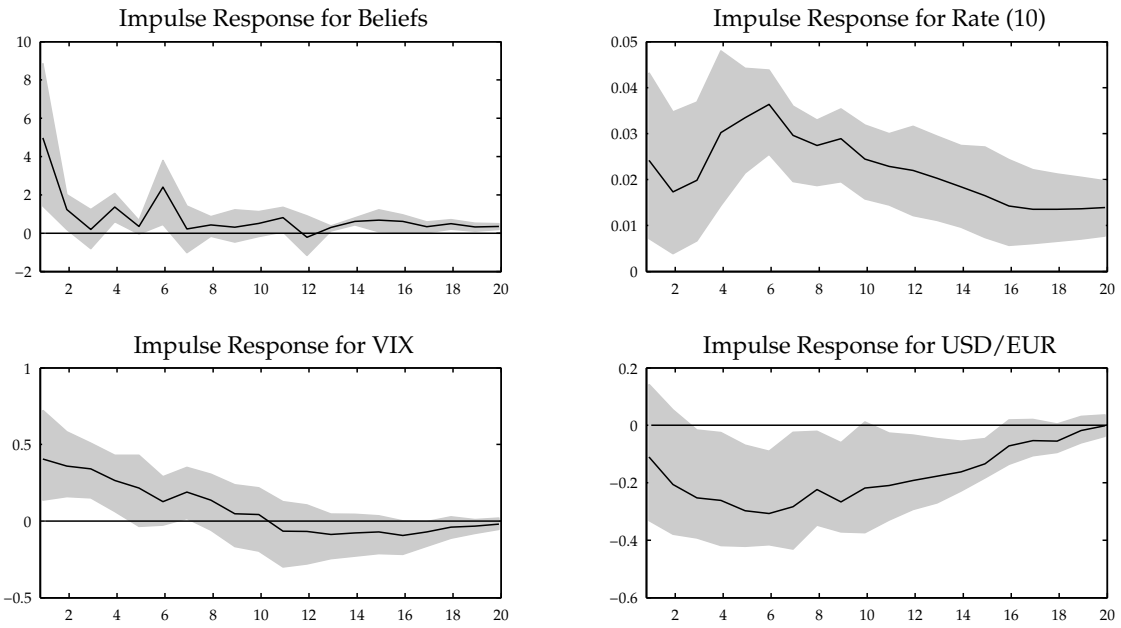 Impulse Response for Beliefs
10
8
6
4
2
0
−2
2 4 6 8 10 12 14 16 18 20
Impulse Response for Rate (10)
0.05
0.04
0.03
0.02
0.01
0
2 4 6 8 10 12 14 16 18 20
Impulse Response for VIX
1
0.5
0
−0.5
2 4 6 8 10 12 14 16 18 20
Impulse Response for USD/EUR
0.2
0
−0.2
−0.4
−0.6
2 4 6 8 10 12 14 16 18 20